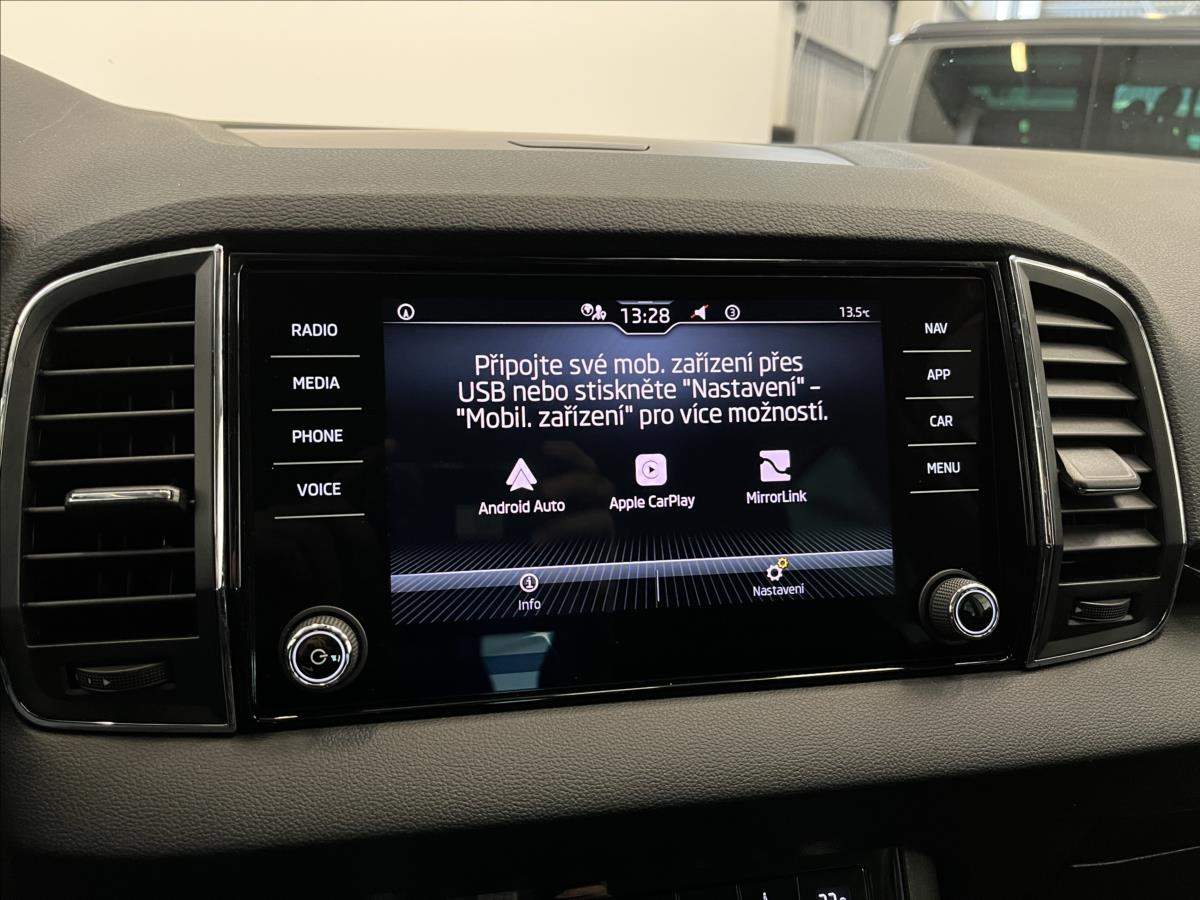 13:28
3
13.5°C
RADIO
MEDIA
PHONE
VOICE
Připojte své mob. zařízení přes
USB nebo stiskněte "Nastavení" –
"Mobil. zařízení" pro více možností.
Android Auto
Apple CarPlay
MirrorLink
Info
Nastavení
NAV
APP
CAR
MENU